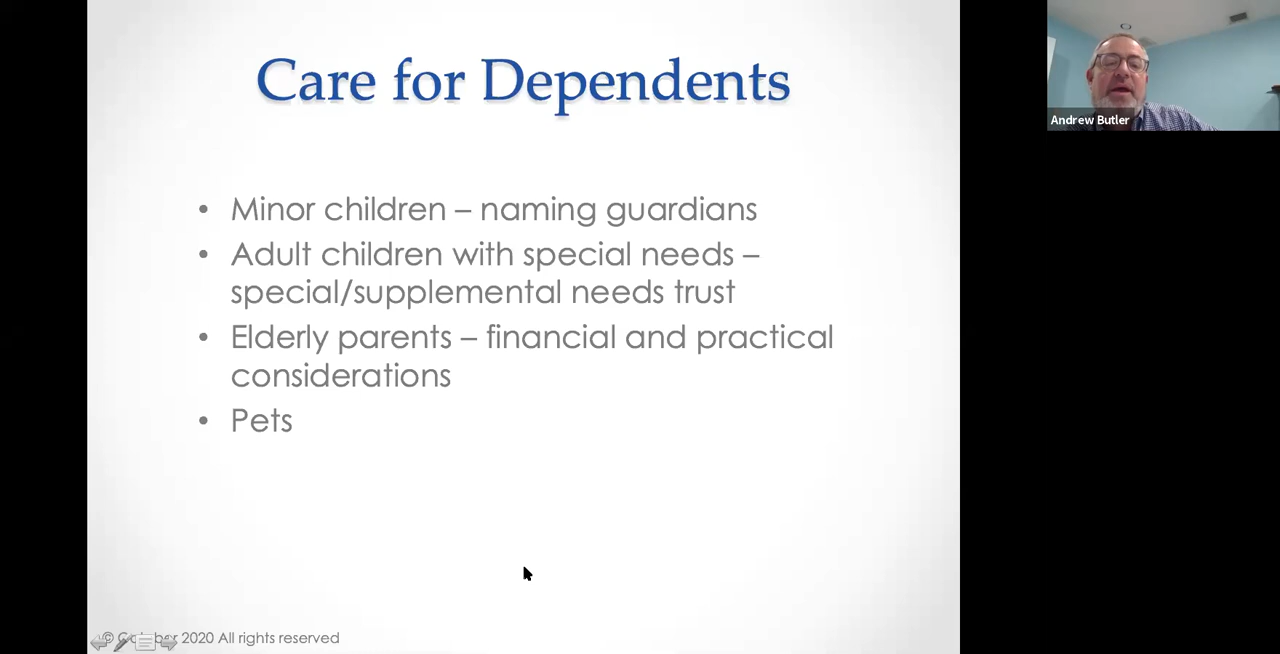 Care for Dependents
Andrew Butler
• Minor children – naming guardians
• Adult children with special needs –
special/supplemental needs trust
• Elderly parents – financial and practical
considerations
• Pets
© 2020 All rights reserved